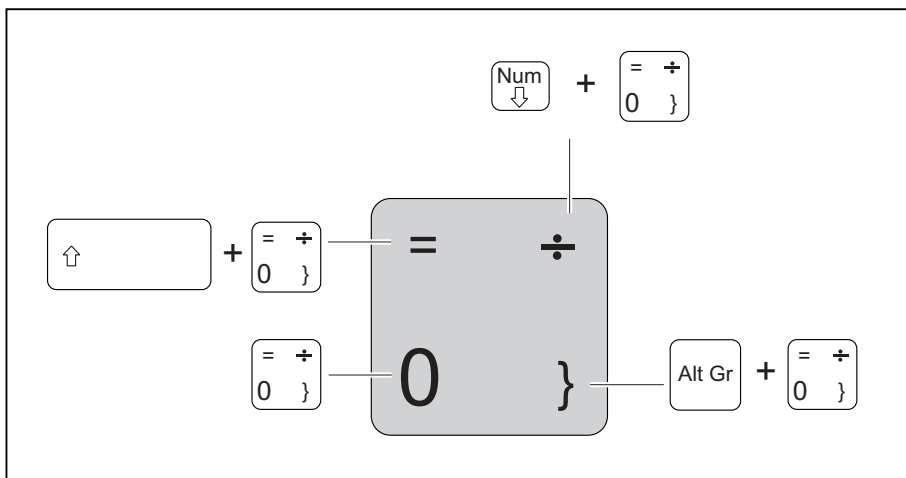 Num + = ÷
0 }
+ = ÷
0 }
= ÷
0 }
= ÷
0 }
Alt Gr + = ÷
0 }